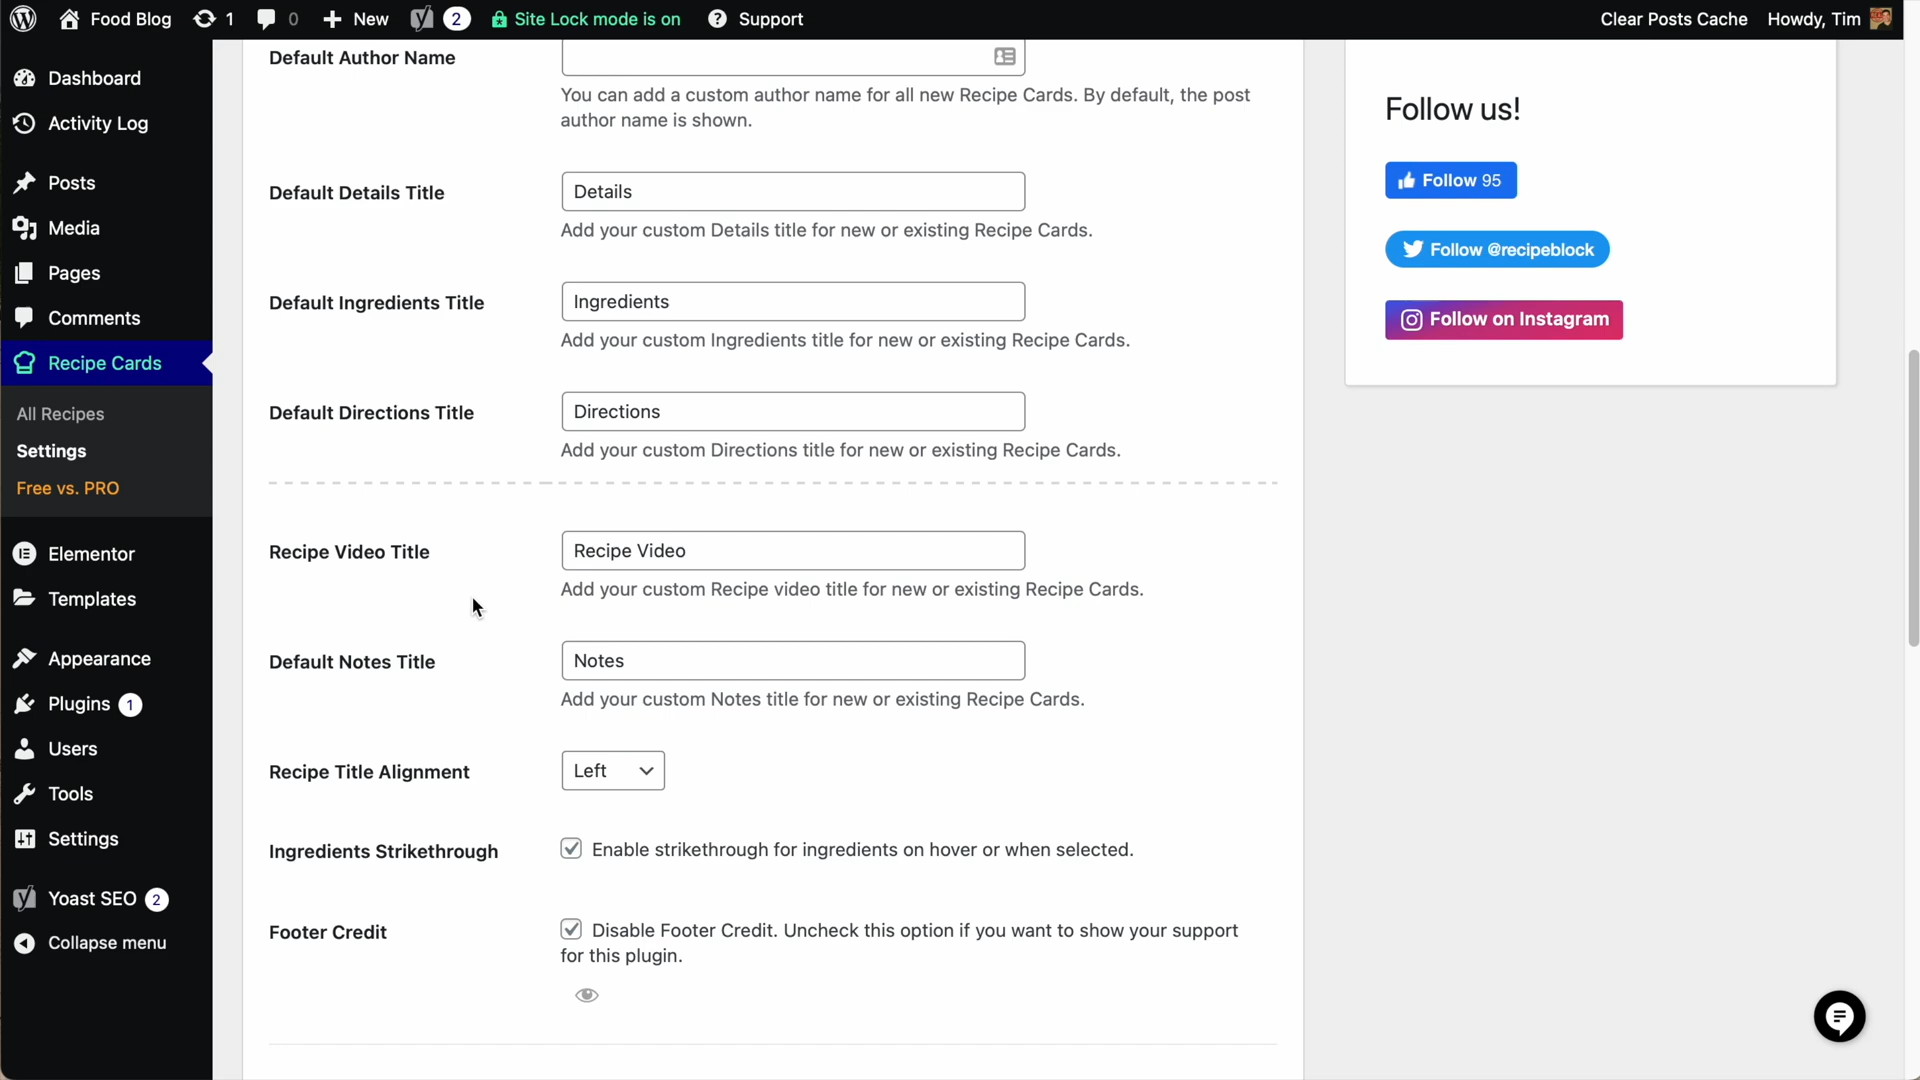 Food Blog 1 0 New 2 Site Lock mode is on Support Clear Posts Cache Howdy, Tim
Dashboard
Activity Log
Posts
Media
Pages
Comments
Recipe Cards
All Recipes
Settings
Free vs. PRO
Elementor
Templates
Appearance
Plugins 1
Users
Tools
Settings
Yoast SEO 2
Collapse menu
Default Author Name
You can add a custom author name for all new Recipe Cards. By default, the post
author name is shown.
Default Details Title Details
Add your custom Details title for new or existing Recipe Cards.
Default Ingredients Title Ingredients
Add your custom Ingredients title for new or existing Recipe Cards.
Default Directions Title Directions
Add your custom Directions title for new or existing Recipe Cards.
Recipe Video Title Recipe Video
Add your custom Recipe video title for new or existing Recipe Cards.
Default Notes Title Notes
Add your custom Notes title for new or existing Recipe Cards.
Recipe Title Alignment Left
Ingredients Strikethrough Enable strikethrough for ingredients on hover or when selected.
Footer Credit Disable Footer Credit. Uncheck this option if you want to show your support
for this plugin.
Follow us!
Follow 95
Follow @recipeblock
Follow on Instagram